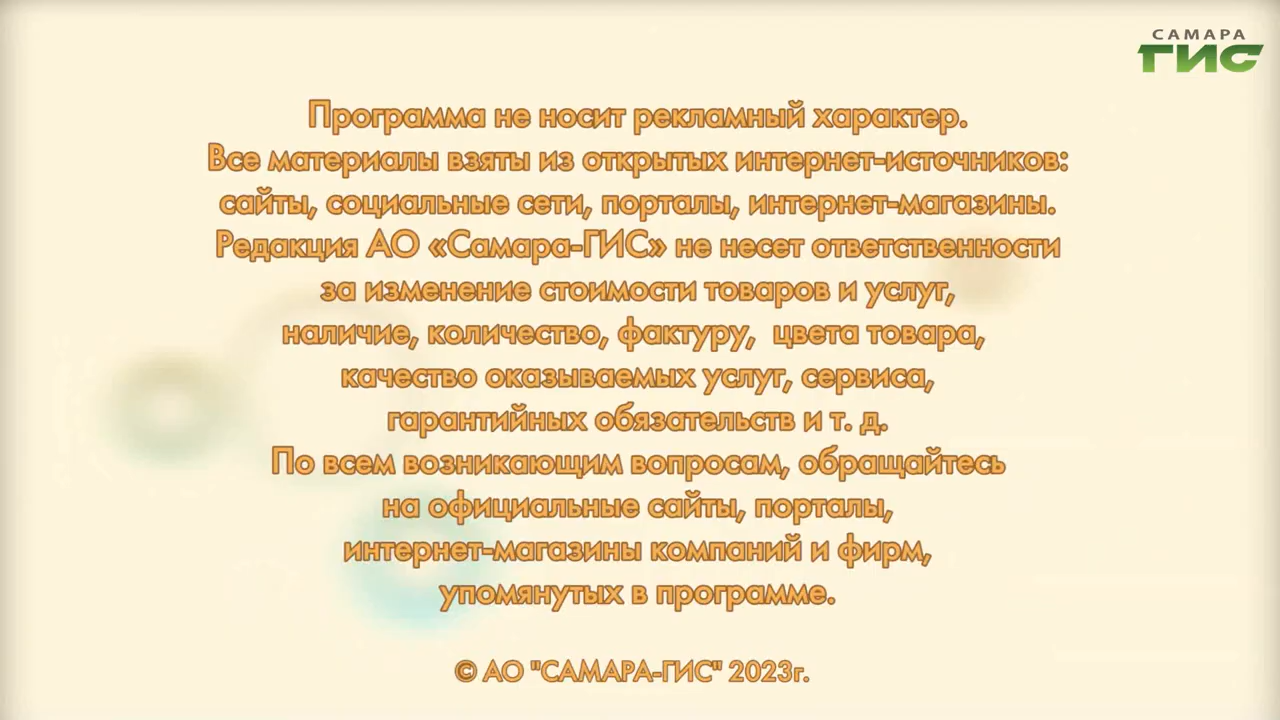 САМАРА
ГИС
Программа не носит рекламный характер.
Все материалы взяты из открытых интернет-источников:
сайты, социальные сети, порталы, интернет-магазины.
Редакция АО «Самара-ГИС» не несет ответственности
за изменение стоимости товаров и услуг,
наличие, количество, фактуру, цвета товара,
качество оказываемых услуг, сервиса,
гарантийных обязательств и т. д.
По всем возникающим вопросам, обращайтесь
на официальные сайты, порталы,
интернет-магазины компаний и фирм,
упомянутых в программе.
© АО "САМАРА-ГИС" 2023г.